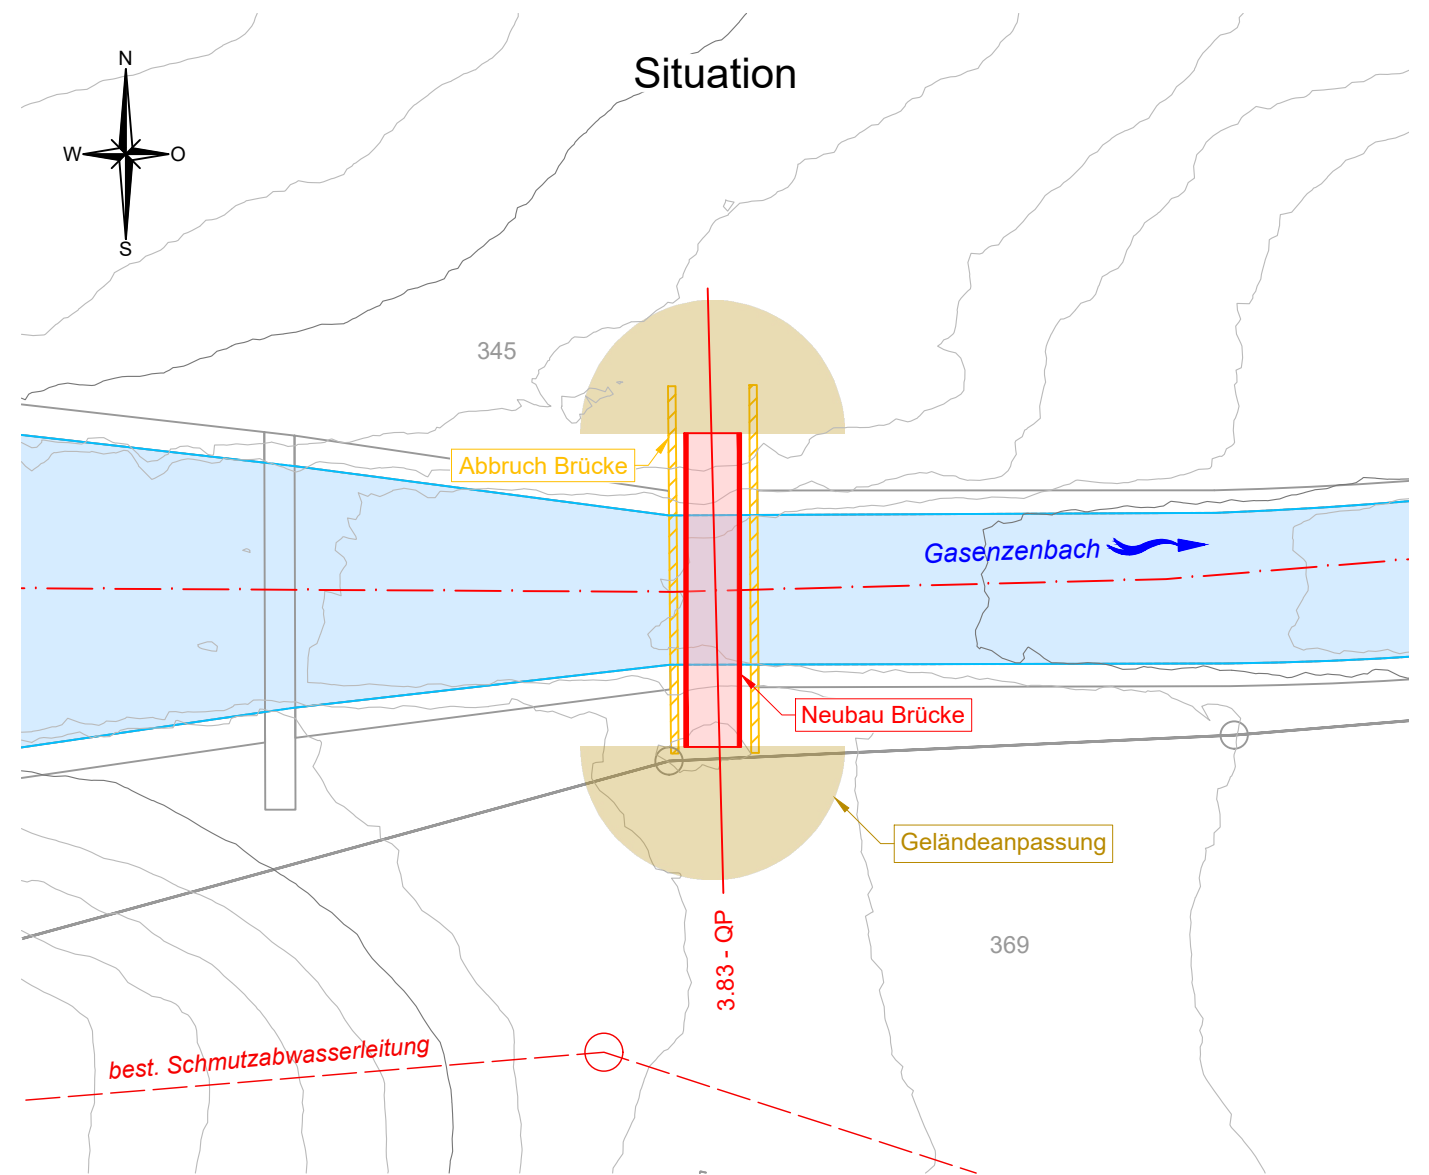 Situation
N
W
O
S
345
Abbruch Brücke
Gasenzenbach
Neubau Brücke
Geländeanpassung
3.83 - QP
369
best. Schmutzabwasserleitung